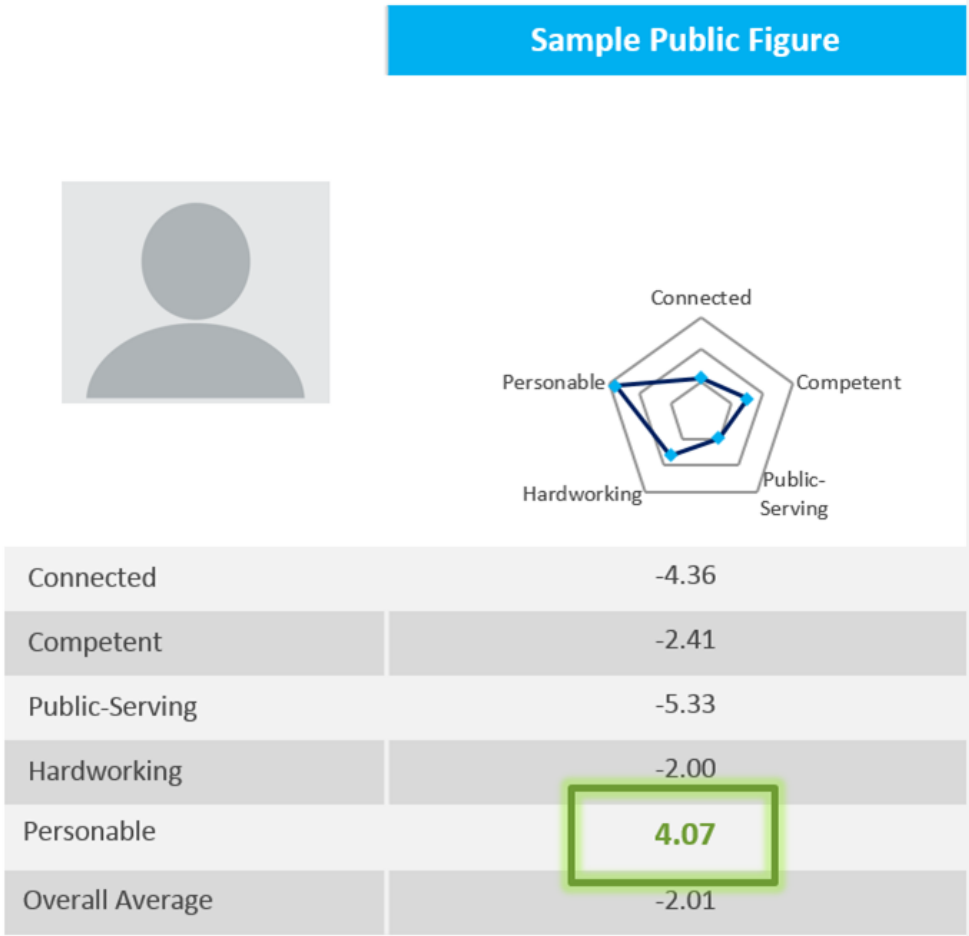 Sample Public Figure
Connected
Personable
Competent
Hardworking
Public-
Serving
Connected -4.36
Competent -2.41
Public-Serving -5.33
Hardworking -2.00
Personable 4.07
Overall Average -2.01